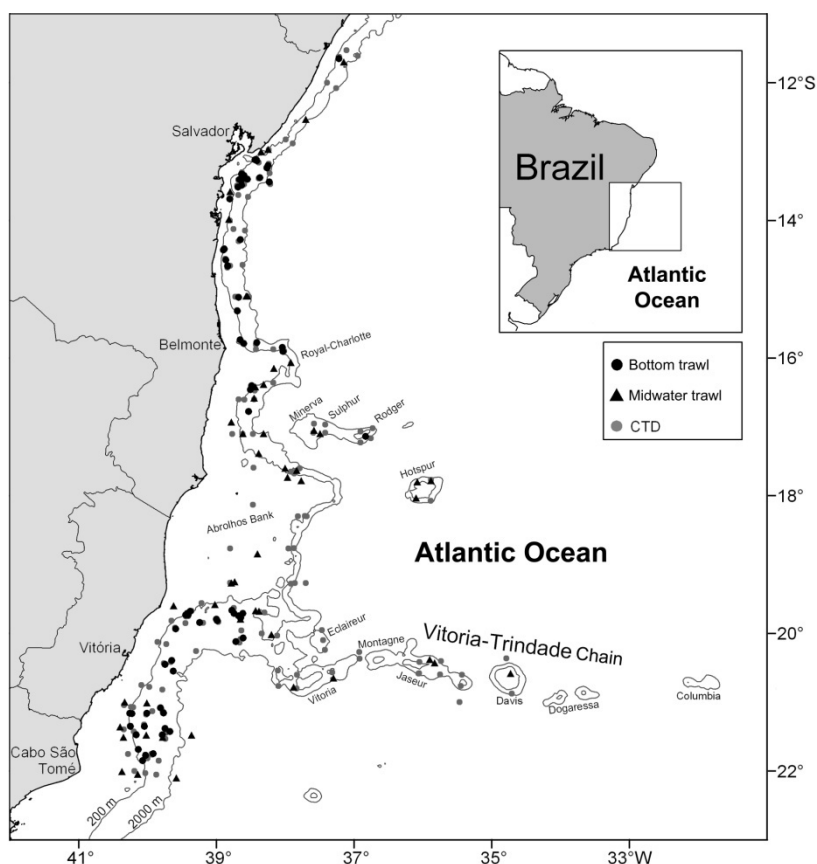 Salvador
12°S
Brazil
14°
Atlantic
Ocean
Belmonte
Royal-Charlotte
16°
Bottom trawl
Midwater trawl
CTD
Minerva
Sulphur
Rodger
Hotspur
18°
Abrolhos Bank
Atlantic Ocean
Eclaireur
20°
Vitória
Montagne
Vitoria-Trindade Chain
Vitoria
Jaseur
Davis
Dogaressa
Columbia
Cabo São
Tomé
22°
200 m
2000 m
41°
39°
37°
35°
33°W